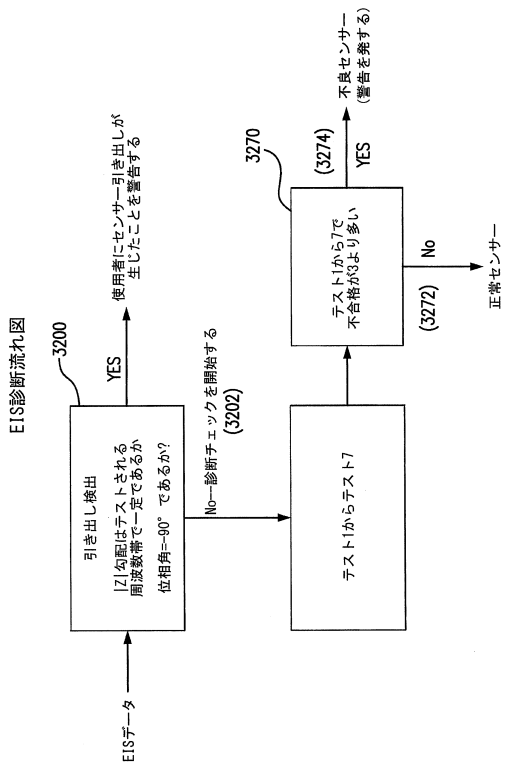 EIS診断流れ図
EISデータ
3200
引き出し検出
|Z|勾配はテストされる
周波数帯で一定であるか
位相角=-90°であるか?
YES
使用者にセンサー引き出しが
生じたことを警告する
No--診断チェックを開始する
(3202)
テスト1からテスト7
3270
テスト1から7で
不合格が3より多い
(3274)
YES
不良センサー
(警告を発する)
No
(3272)
正常センサー